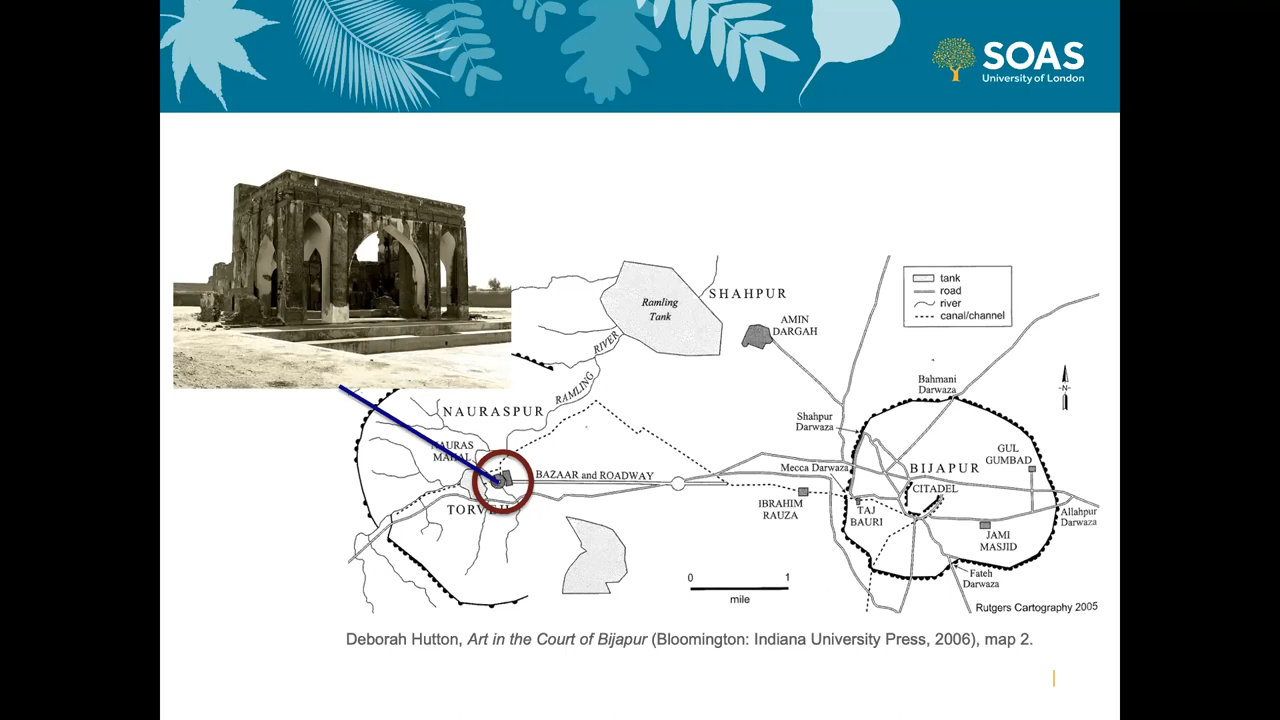 SOAS
University of London
tank
road
river
canal/channel
Ramling
Tank
SHAHPUR
AMIN
DARGAH
RIVER
RAMLING
Bahmani
Darwaza
-N-
NAURASPUR
Shahpur
Darwaza
NAURAS
MAHAL
GUL
GUMBAD
BAZAAR and ROADWAY
Mecca Darwaza
BIJAPUR
CITADEL
IBRAHIM
RAUZA
TAJ
BAURI
Allahpur
Darwaza
JAMI
MASJID
Fateh
Darwaza
0 1
mile
Rutgers Cartography 2005
Deborah Hutton, Art in the Court of Bijapur (Bloomington: Indiana University Press, 2006), map 2.